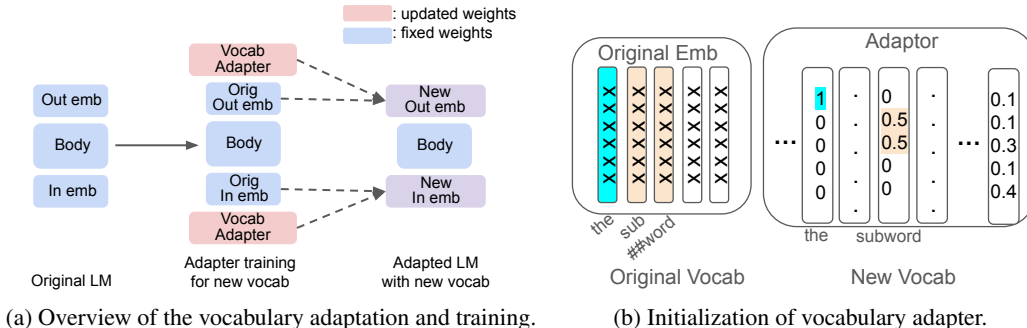 : updated weights
: fixed weights
Vocab
Adapter
Out emb
Orig
Out emb
New
Out emb
Body
Body
Body
In emb
Orig
In emb
New
In emb
Vocab
Adapter
Original LM
Adapter training
for new vocab
Adapted LM
with new vocab
(a) Overview of the vocabulary adaptation and training.
Original Emb
X X X X X
X X X X X
X X X X X
X X X X X
X X X X X
X X X X X
the
sub
##word
Original Vocab
Adaptor
1 . 0 . 0.1
0 0.5 0.1
... 0 . 0.5 . ... 0.3
0 0 0.1
0 . 0 . 0.4
the
subword
New Vocab
(b) Initialization of vocabulary adapter.